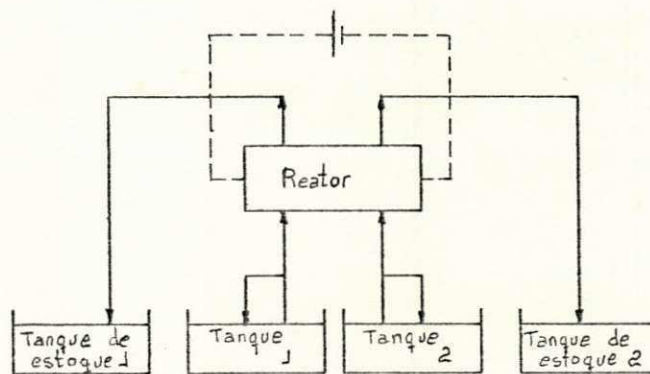 Reator
Tanque de
estoque 1
Tanque
1
Tanque
2
Tanque de
estoque 2